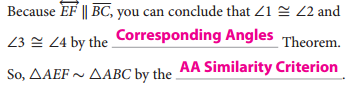 Because EF ∥ BC, you can conclude that ∠1 ≅ ∠2 and
∠3 ≅ ∠4 by the Corresponding Angles Theorem.
So, △AEF ~ △ABC by the AA Similarity Criterion.